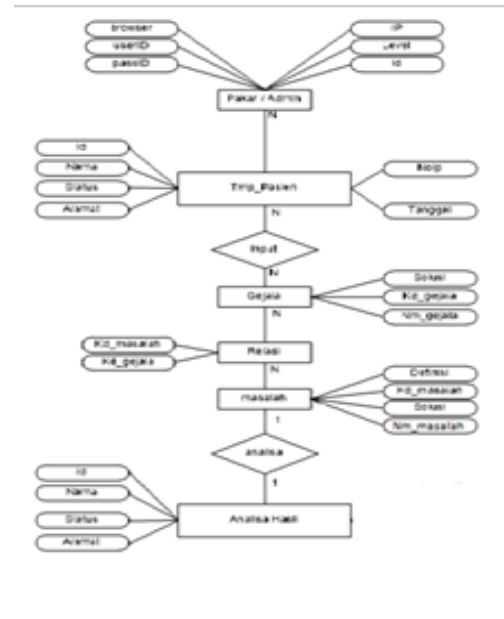 browser
userID
passID
IP
Level
Id
Pakar / Admin
N
Id
Nama
Status
Alamat
Tmp_Pasien
Noip
Tanggal
N
Input
N
Gejala
Solusi
Kd_gejala
Nm_gejala
N
Kd_masalah
Kd_gejala
Relasi
N
masalah
Definisi
Kd_masalah
Solusi
Nm_masalah
1
analisa
1
Id
Nama
Status
Alamat
Analisa Hasil